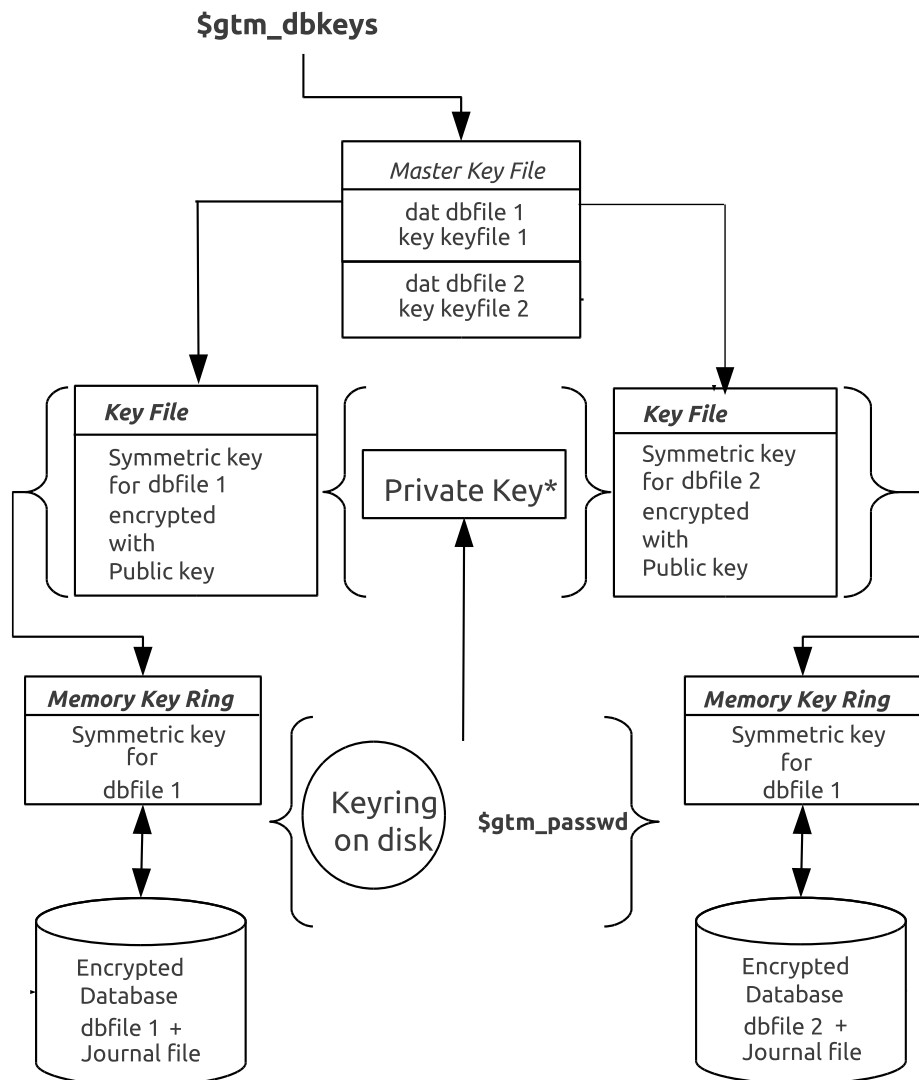 $gtm_dbkeys
Master Key File
dat dbfile 1
key keyfile 1
dat dbfile 2
key keyfile 2
Key File
Symmetric key
for dbfile 1
encrypted
with
Public key
Private Key*
Key File
Symmetric key
for dbfile 2
encrypted
with
Public key
Memory Key Ring
Symmetric key
for
dbfile 1
Keyring
on disk
$gtm_passwd
Memory Key Ring
Symmetric key
for
dbfile 1
Encrypted
Database
dbfile 1 +
Journal file
Encrypted
Database
dbfile 2 +
Journal file